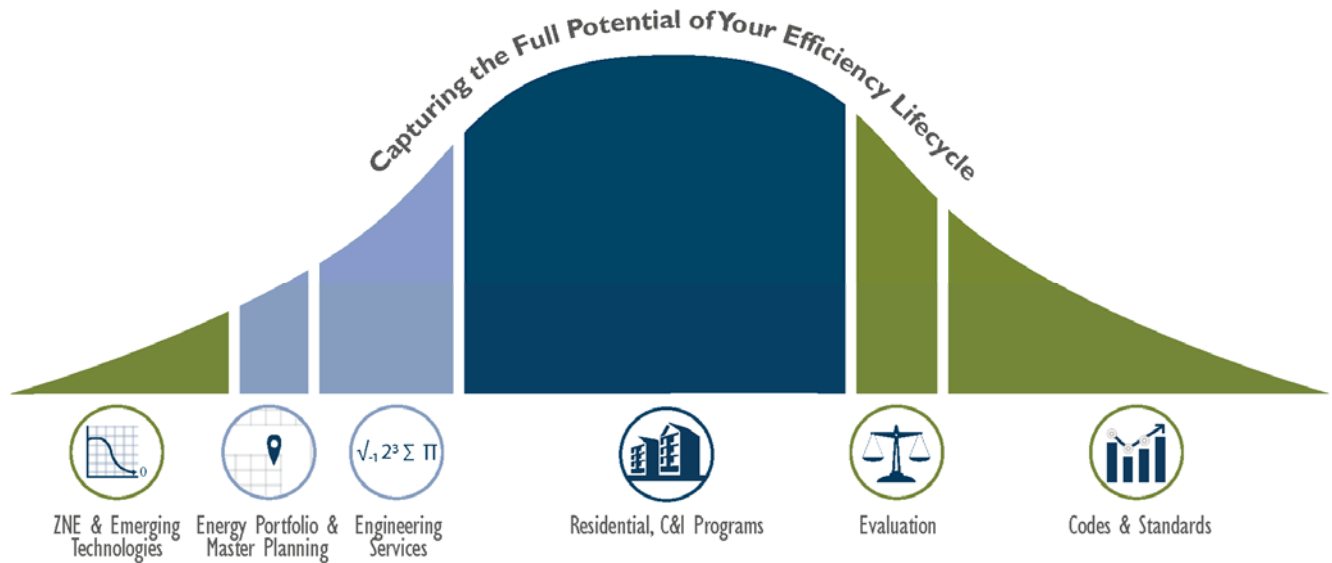 Capturing the Full Potential of Your Efficiency Lifecycle
0
√-1 2³ Σ Π
ZNE & Emerging
Technologies
Energy Portfolio &
Master Planning
Engineering
Services
Residential, C&I Programs
Evaluation
Codes & Standards